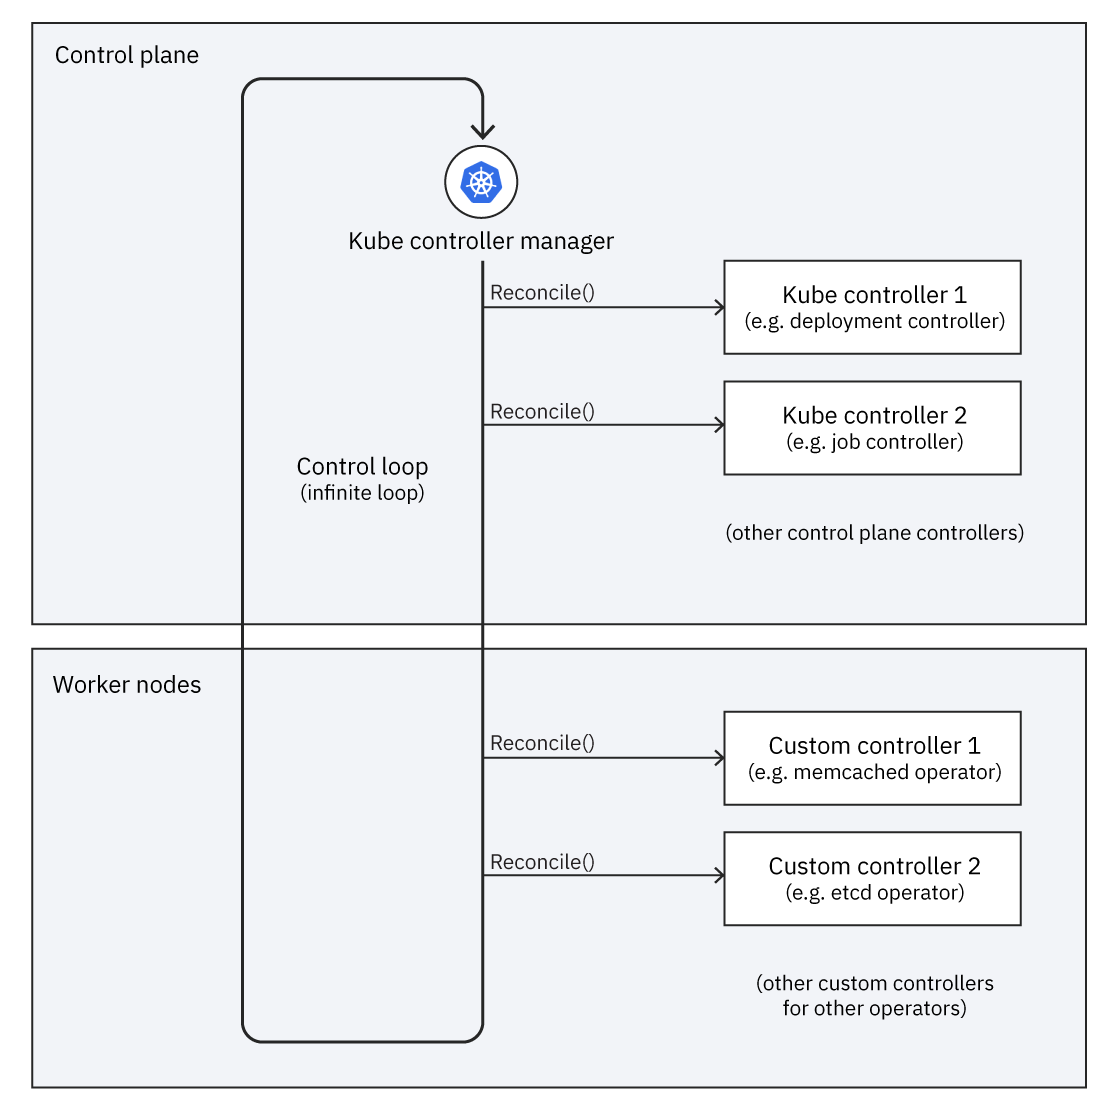 Control plane
Kube controller manager
Reconcile()
Kube controller 1
(e.g. deployment controller)
Reconcile()
Kube controller 2
(e.g. job controller)
Control loop
(infinite loop)
(other control plane controllers)
Worker nodes
Reconcile()
Custom controller 1
(e.g. memcached operator)
Reconcile()
Custom controller 2
(e.g. etcd operator)
(other custom controllers
for other operators)